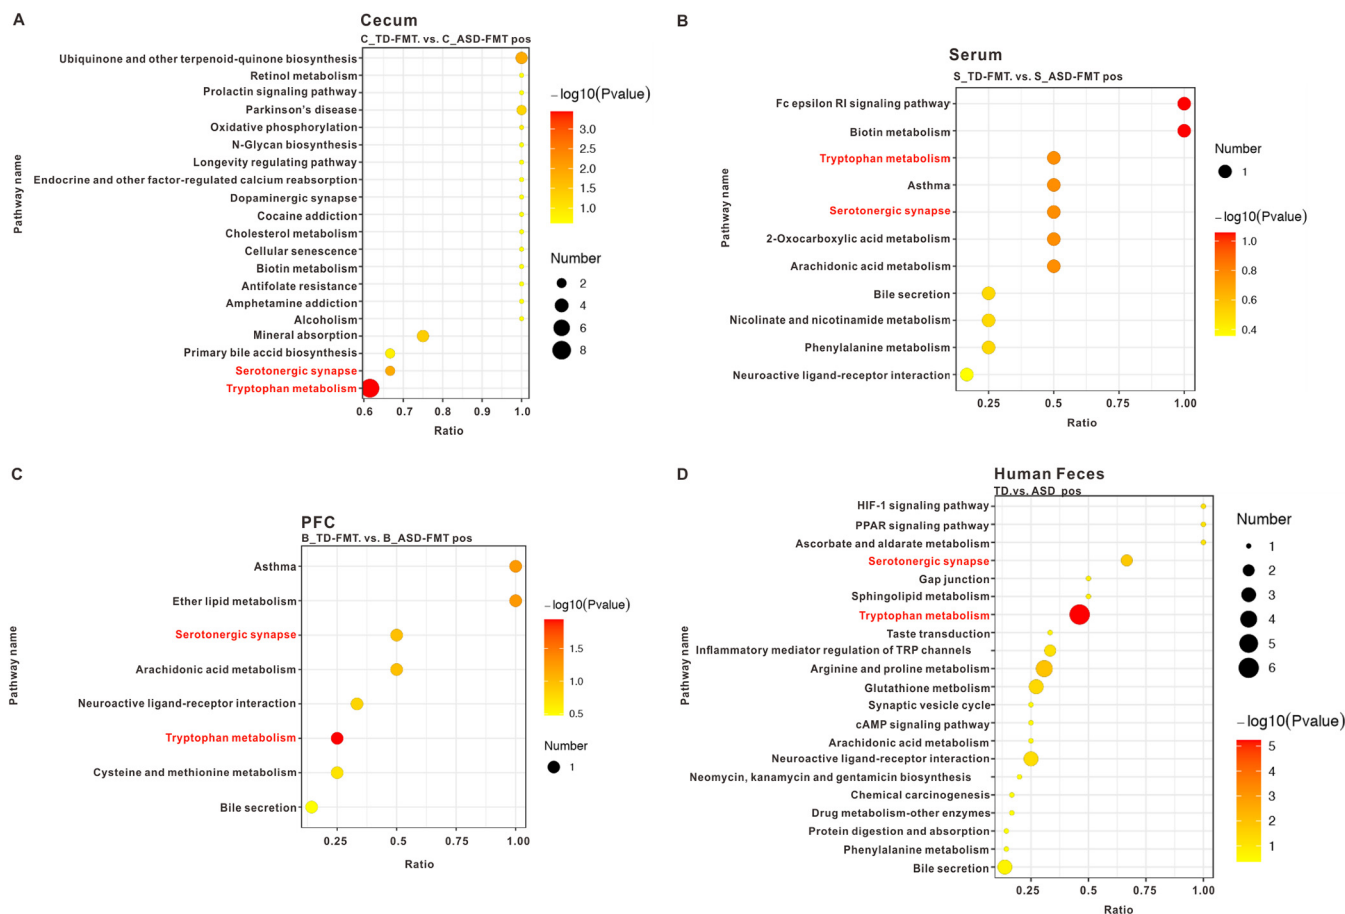 A
Cecum
C_TD-FMT. vs. C_ASD-FMT pos
Pathway name
Ubiquinone and other terpenoid-quinone biosynthesis
Retinol metabolism
Prolactin signaling pathway
Parkinson's disease
Oxidative phosphorylation
N-Glycan biosynthesis
Longevity regulating pathway
Endocrine and other factor-regulated calcium reabsorption
Dopaminergic synapse
Cocaine addiction
Cholesterol metabolism
Cellular senescence
Biotin metabolism
Antifolate resistance
Amphetamine addiction
Alcoholism
Mineral absorption
Primary bile accid biosynthesis
Serotonergic synapse
Tryptophan metabolism
0.6 0.7 0.8 0.9 1.0
Ratio
−log10(Pvalue)
3.0
2.5
2.0
1.5
1.0
Number
2
4
6
8
B
Serum
S_TD-FMT. vs. S_ASD-FMT pos
Pathway name
Fc epsilon RI signaling pathway
Biotin metabolism
Tryptophan metabolism
Asthma
Serotonergic synapse
2-Oxocarboxylic acid metabolism
Arachidonic acid metabolism
Bile secretion
Nicolinate and nicotinamide metabolism
Phenylalanine metabolism
Neuroactive ligand-receptor interaction
0.25 0.5 0.75 1.00
Ratio
Number
1
−log10(Pvalue)
1.0
0.8
0.6
0.4
C
PFC
B_TD-FMT. vs. B_ASD-FMT pos
Pathway name
Asthma
Ether lipid metabolism
Serotonergic synapse
Arachidonic acid metabolism
Neuroactive ligand-receptor interaction
Tryptophan metabolism
Cysteine and methionine metabolism
Bile secretion
0.25 0.5 0.75 1.00
Ratio
−log10(Pvalue)
1.5
1.0
0.5
Number
1
D
Human Feces
TD.vs. ASD pos
Pathway name
HIF-1 signaling pathway
PPAR signaling pathway
Ascorbate and aldarate metabolism
Serotonergic synapse
Gap junction
Sphingolipid metabolism
Tryptophan metabolism
Taste transduction
Inflammatory mediator regulation of TRP channels
Arginine and proline metabolism
Glutathione metbolism
Synaptic vesicle cycle
cAMP signaling pathway
Arachidonic acid metabolism
Neuroactive ligand-receptor interaction
Neomycin, kanamycin and gentamicin biosynthesis
Chemical carcinogenesis
Drug metabolism-other enzymes
Protein digestion and absorption
Phenylalanine metabolism
Bile secretion
0.25 0.5 0.75 1.00
Ratio
Number
1
2
3
4
5
6
−log10(Pvalue)
5
4
3
2
1